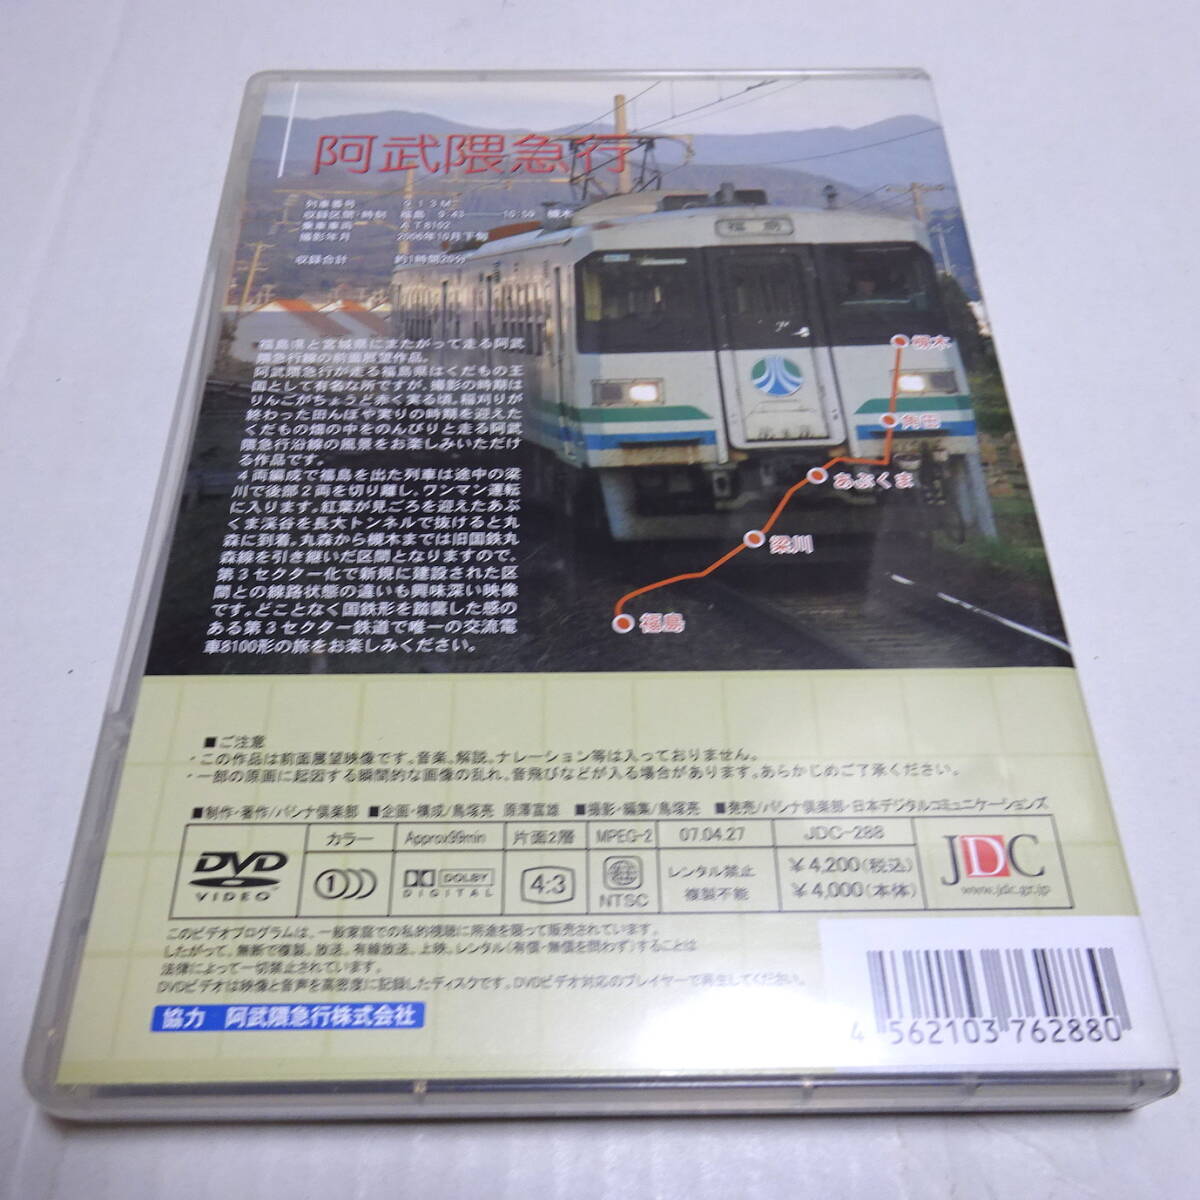 阿武隈急行
列車番号 913M
収録区間・時刻 福島 9:43 10:59 槻木
乗車車両 AT8102
撮影年月 2006年10月下旬
収録合計 約1時間20分
福島
福島県と宮城県にまたがって走る阿武
隈急行線の前面展望作品。
阿武隈急行が走る福島県はくだもの王
国として有名な所ですが、撮影の時期は
りんごがちょうど赤く実る頃。稲刈りが
終わった田んぼや実りの時期を迎えた
くだもの畑の中をのんびりと走る阿武
隈急行沿線の風景をお楽しみいただけ
る作品です。
４両編成で福島を出た列車は途中の梁
川で後部２両を切り離し、ワンマン運転
に入ります。紅葉が見ごろを迎えたあぶ
くま渓谷を長大トンネルで抜けると丸
森に到着。丸森から槻木までは旧国鉄丸
森線を引き継いだ区間となりますので、
第３セクター化で新規に建設された区
間との線路状態の違いも興味深い映像
です。どことなく国鉄形を踏襲した感の
ある第３セクター鉄道で唯一の交流電
車8100形の旅をお楽しみください。
槻木
角田
あぶくま
梁川
福島
■ご注意
・この作品は前面展望映像です。音楽、解説、ナレーション等は入っておりません。
・一部の原画に起因する瞬間的な画像の乱れ、音飛びなどが入る場合があります。あらかじめご了承ください。
■制作・著作/パシナ倶楽部 ■企画・構成/鳥塚亮 原澤富雄 ■撮影・編集/鳥塚亮 ■発売/パシナ倶楽部・日本デジタルコミュニケーションズ
DVD VIDEO
カラー Approx99min 片面2層 MPEG-2 07.04.27 JDC-288
1 DOLBY DIGITAL 4:3 NTSC
レンタル禁止
複製不能
￥4,200(税込)
￥4,000(本体)
JDC
www.jdc.gr.jp
このビデオプログラムは、一般家庭での私的視聴に用途を限って販売されています。
したがって、無断で複製、放送、有線放送、上映、レンタル(有償・無償を問わず)することは
法律によって一切禁止されています。
DVDビデオは映像と音声を高密度に記録したディスクです。DVDビデオ対応のプレイヤーで再生してください。
協力 阿武隈急行株式会社
4 562103 762880